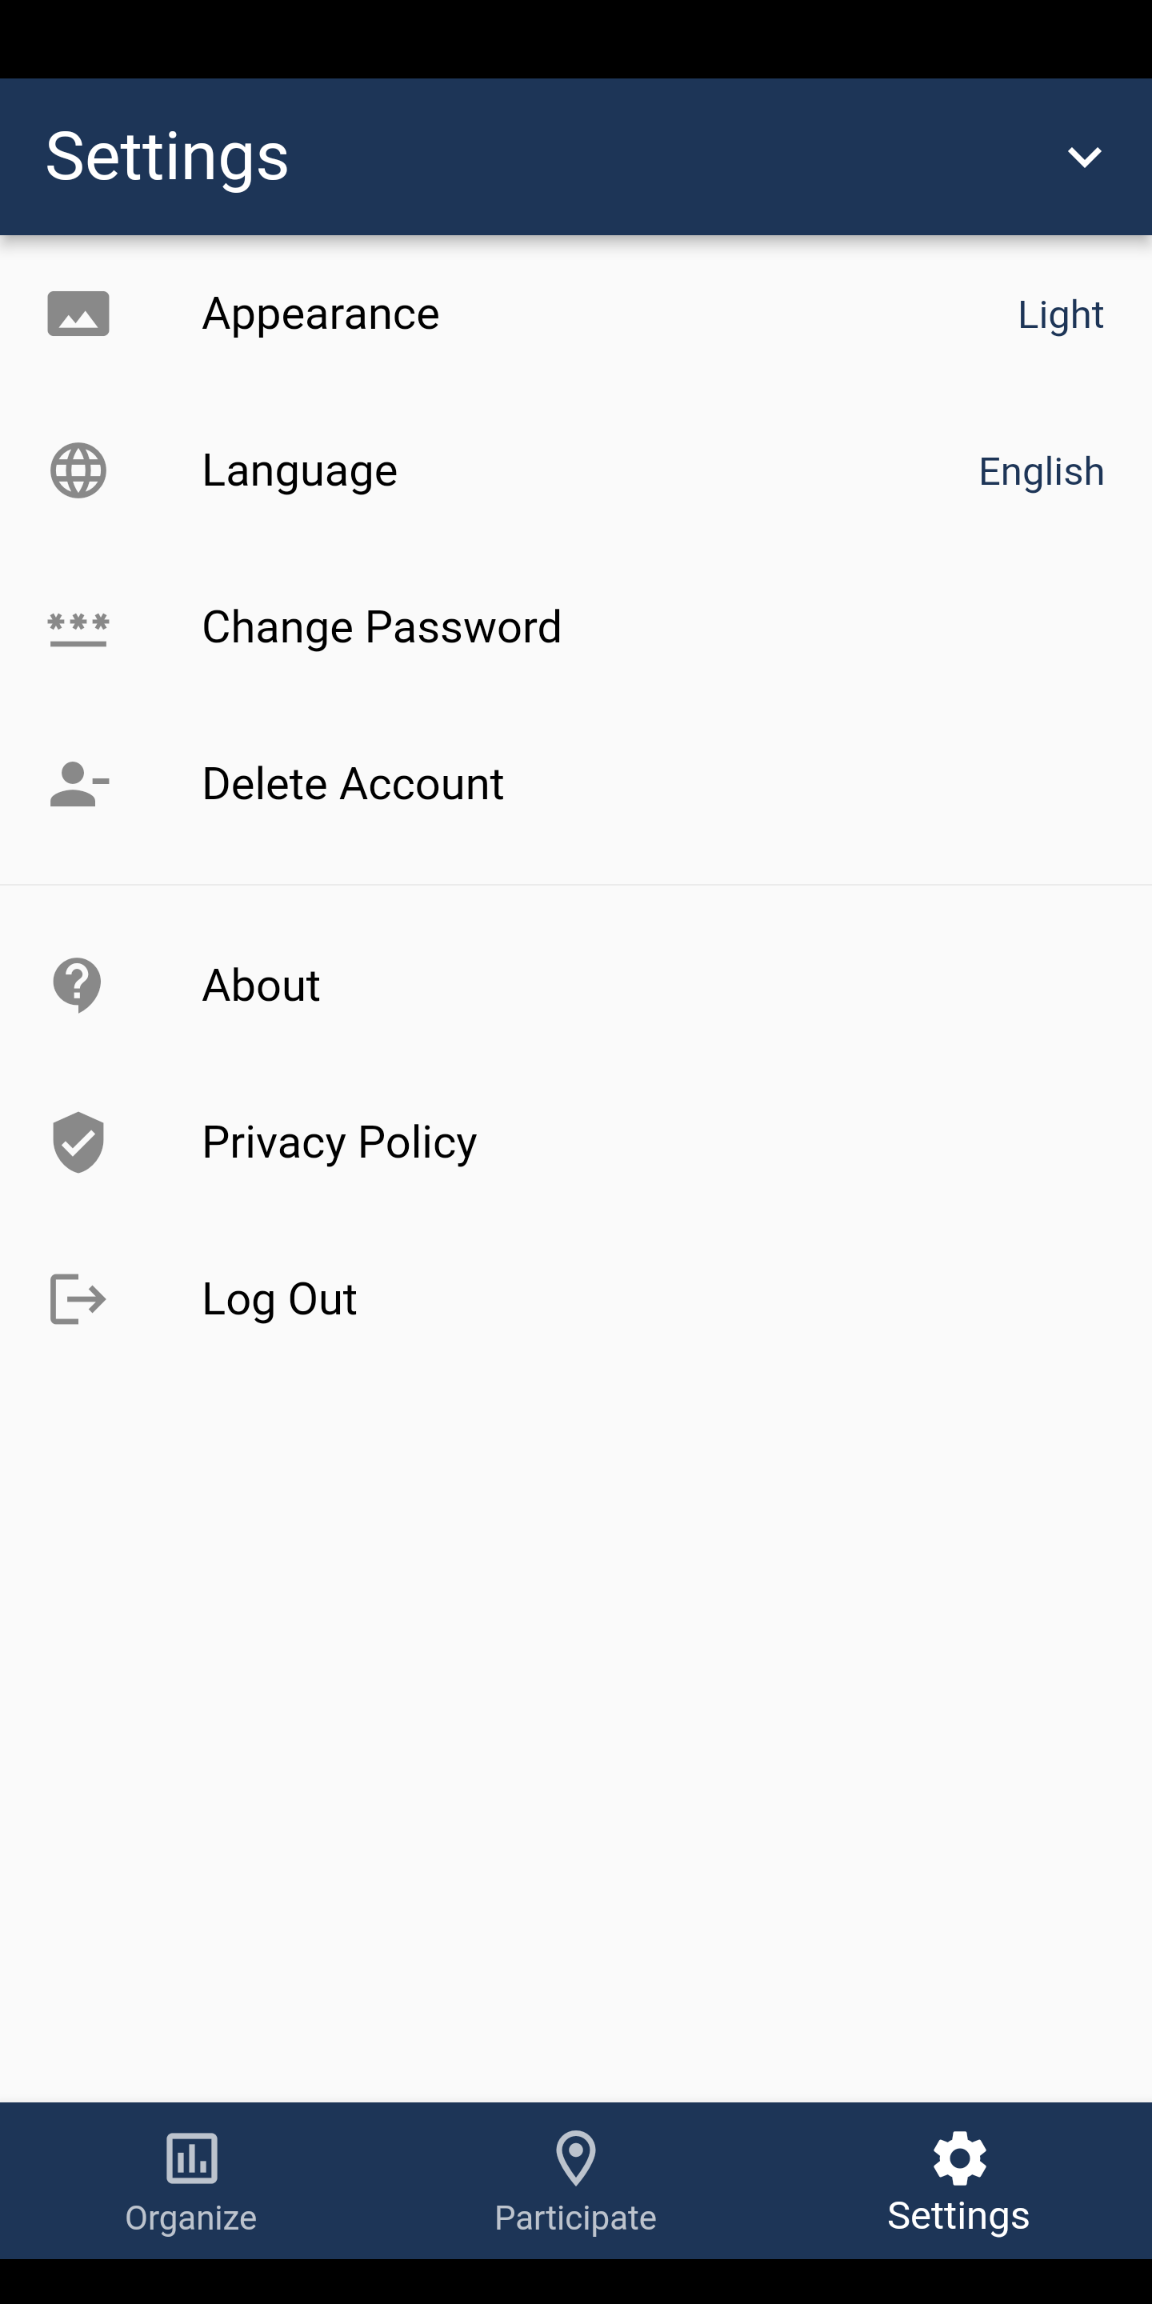 Settings
Appearance
Light
Language
English
Change Password
Delete Account
About
Privacy Policy
Log Out
Organize
Participate
Settings